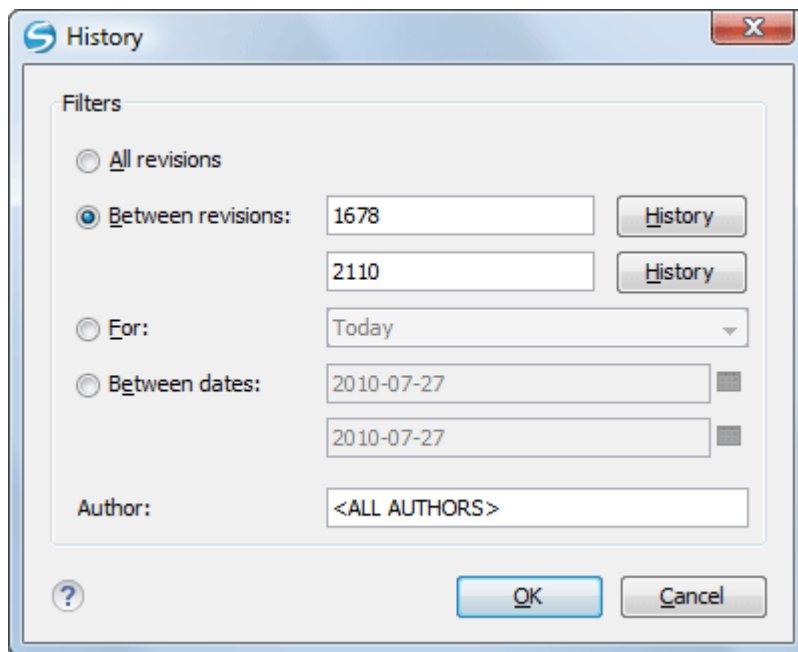 History
Filters
All revisions
Between revisions: 1678 History
2110 History
For: Today
Between dates: 2010-07-27
2010-07-27
Author: <ALL AUTHORS>
? OK Cancel